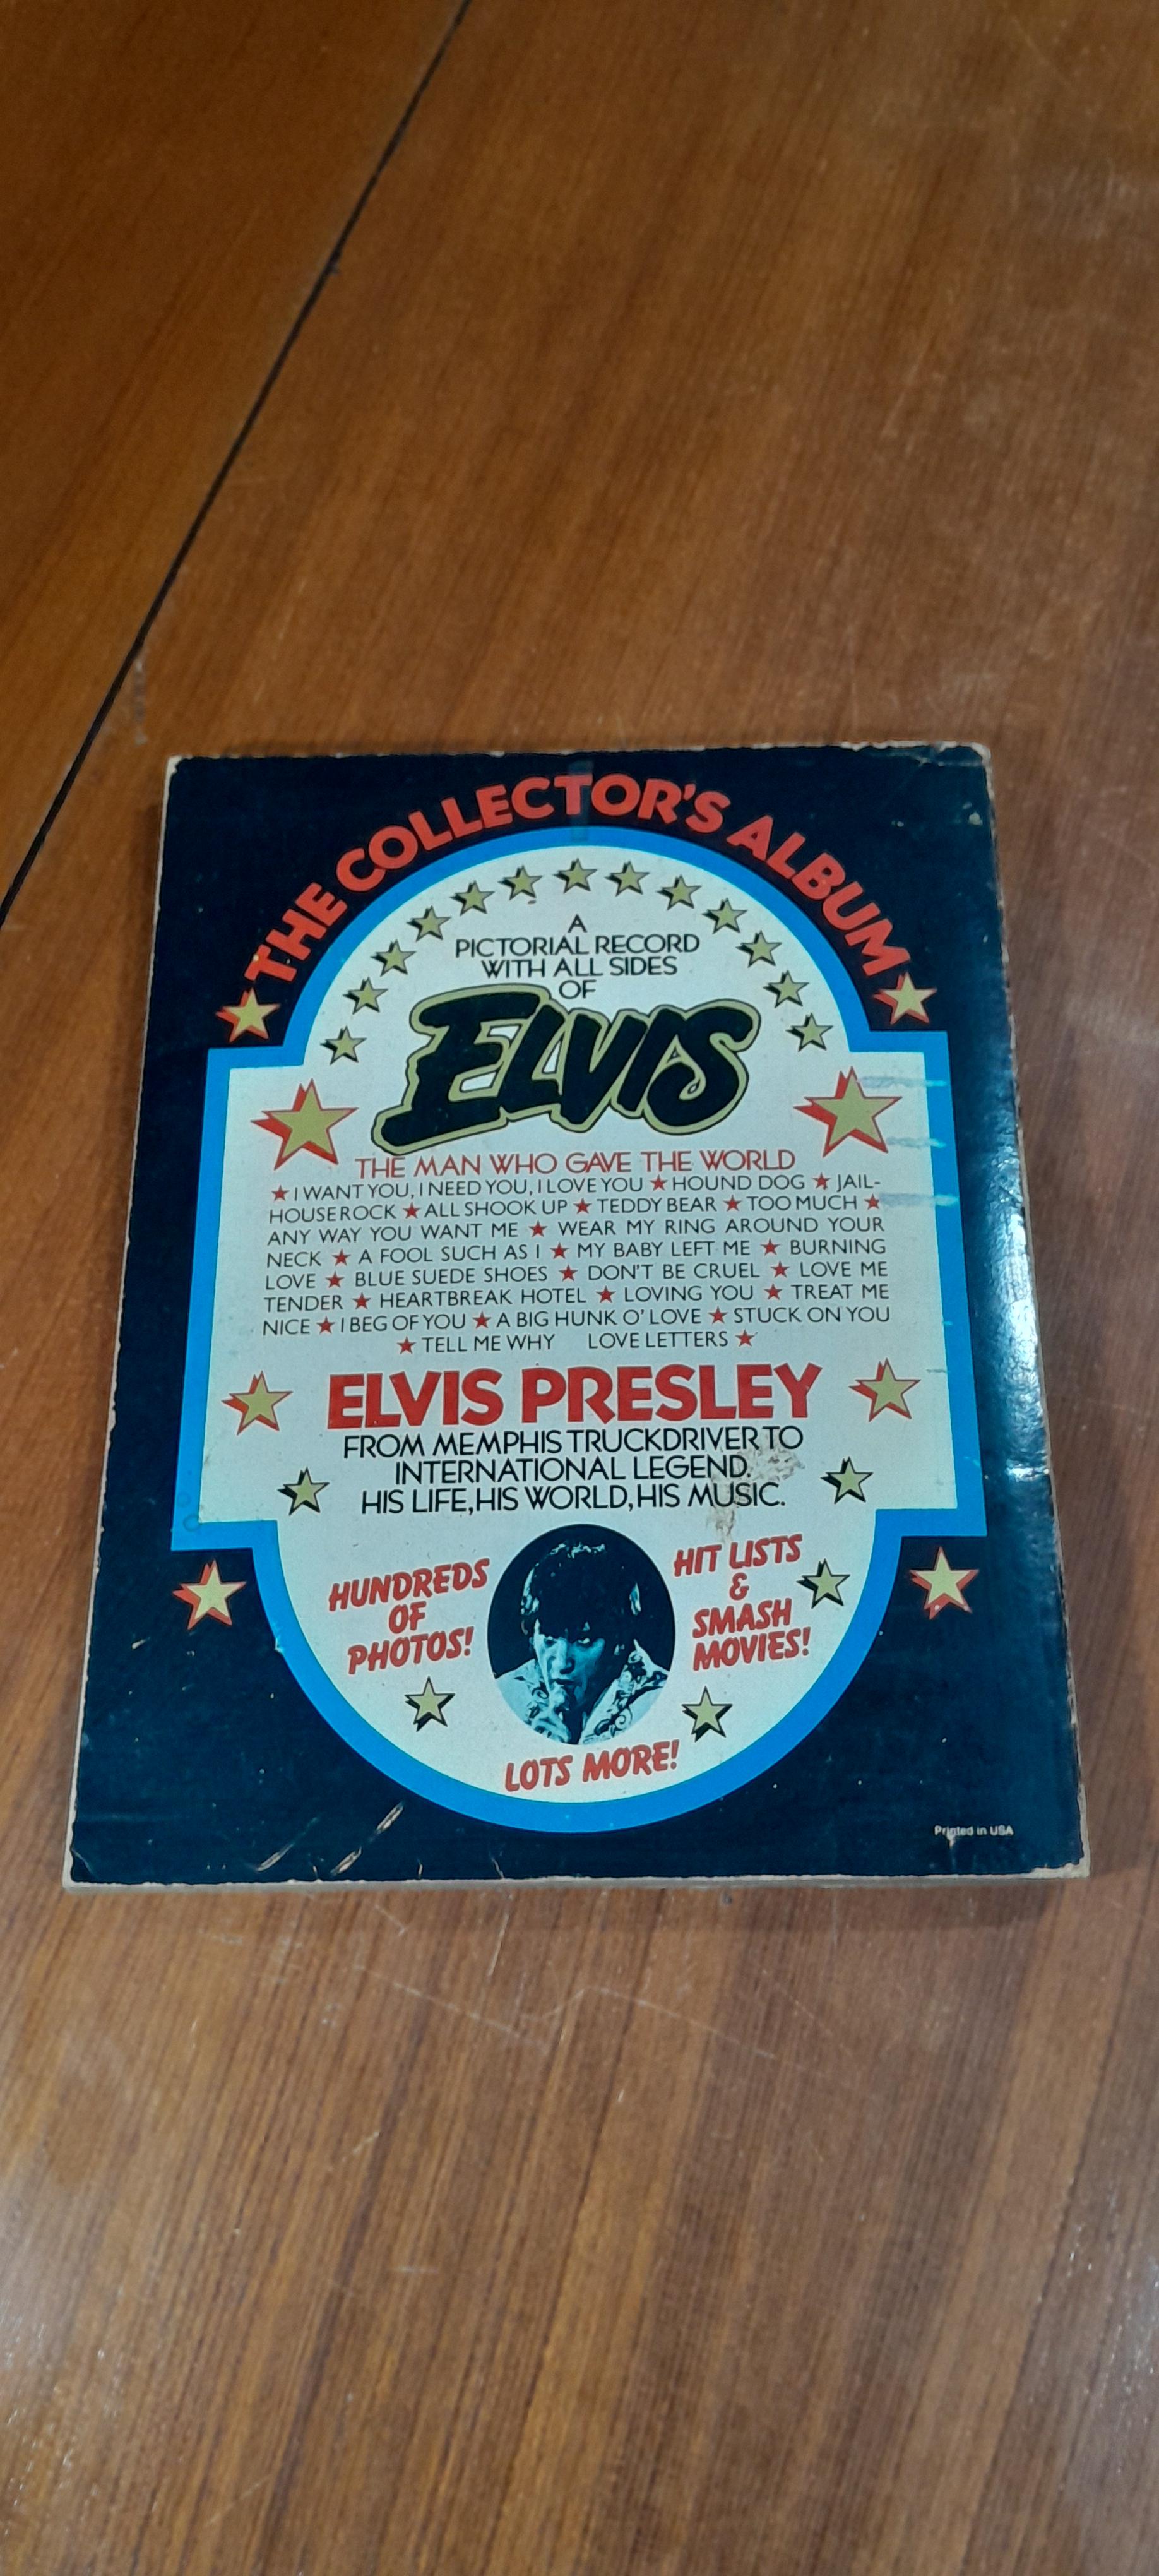 THE COLLECTOR'S ALBUM
A
PICTORIAL RECORD
WITH ALL SIDES
OF
ELVIS
THE MAN WHO GAVE THE WORLD
★ I WANT YOU, I NEED YOU, I LOVE YOU ★ HOUND DOG ★ JAIL-
HOUSE ROCK ★ ALL SHOOK UP ★ TEDDY BEAR ★ TOO MUCH ★
ANY WAY YOU WANT ME ★ WEAR MY RING AROUND YOUR
NECK ★ A FOOL SUCH AS I ★ MY BABY LEFT ME ★ BURNING
LOVE ★ BLUE SUEDE SHOES ★ DON'T BE CRUEL ★ LOVE ME
TENDER ★ HEARTBREAK HOTEL ★ LOVING YOU ★ TREAT ME
NICE ★ I BEG OF YOU ★ A BIG HUNK O' LOVE ★ STUCK ON YOU
★ TELL ME WHY LOVE LETTERS ★
ELVIS PRESLEY
FROM MEMPHIS TRUCKDRIVER TO
INTERNATIONAL LEGEND.
HIS LIFE, HIS WORLD, HIS MUSIC.
HUNDREDS
OF
PHOTOS!
HIT LISTS
&
SMASH
MOVIES!
LOTS MORE!
Printed in USA